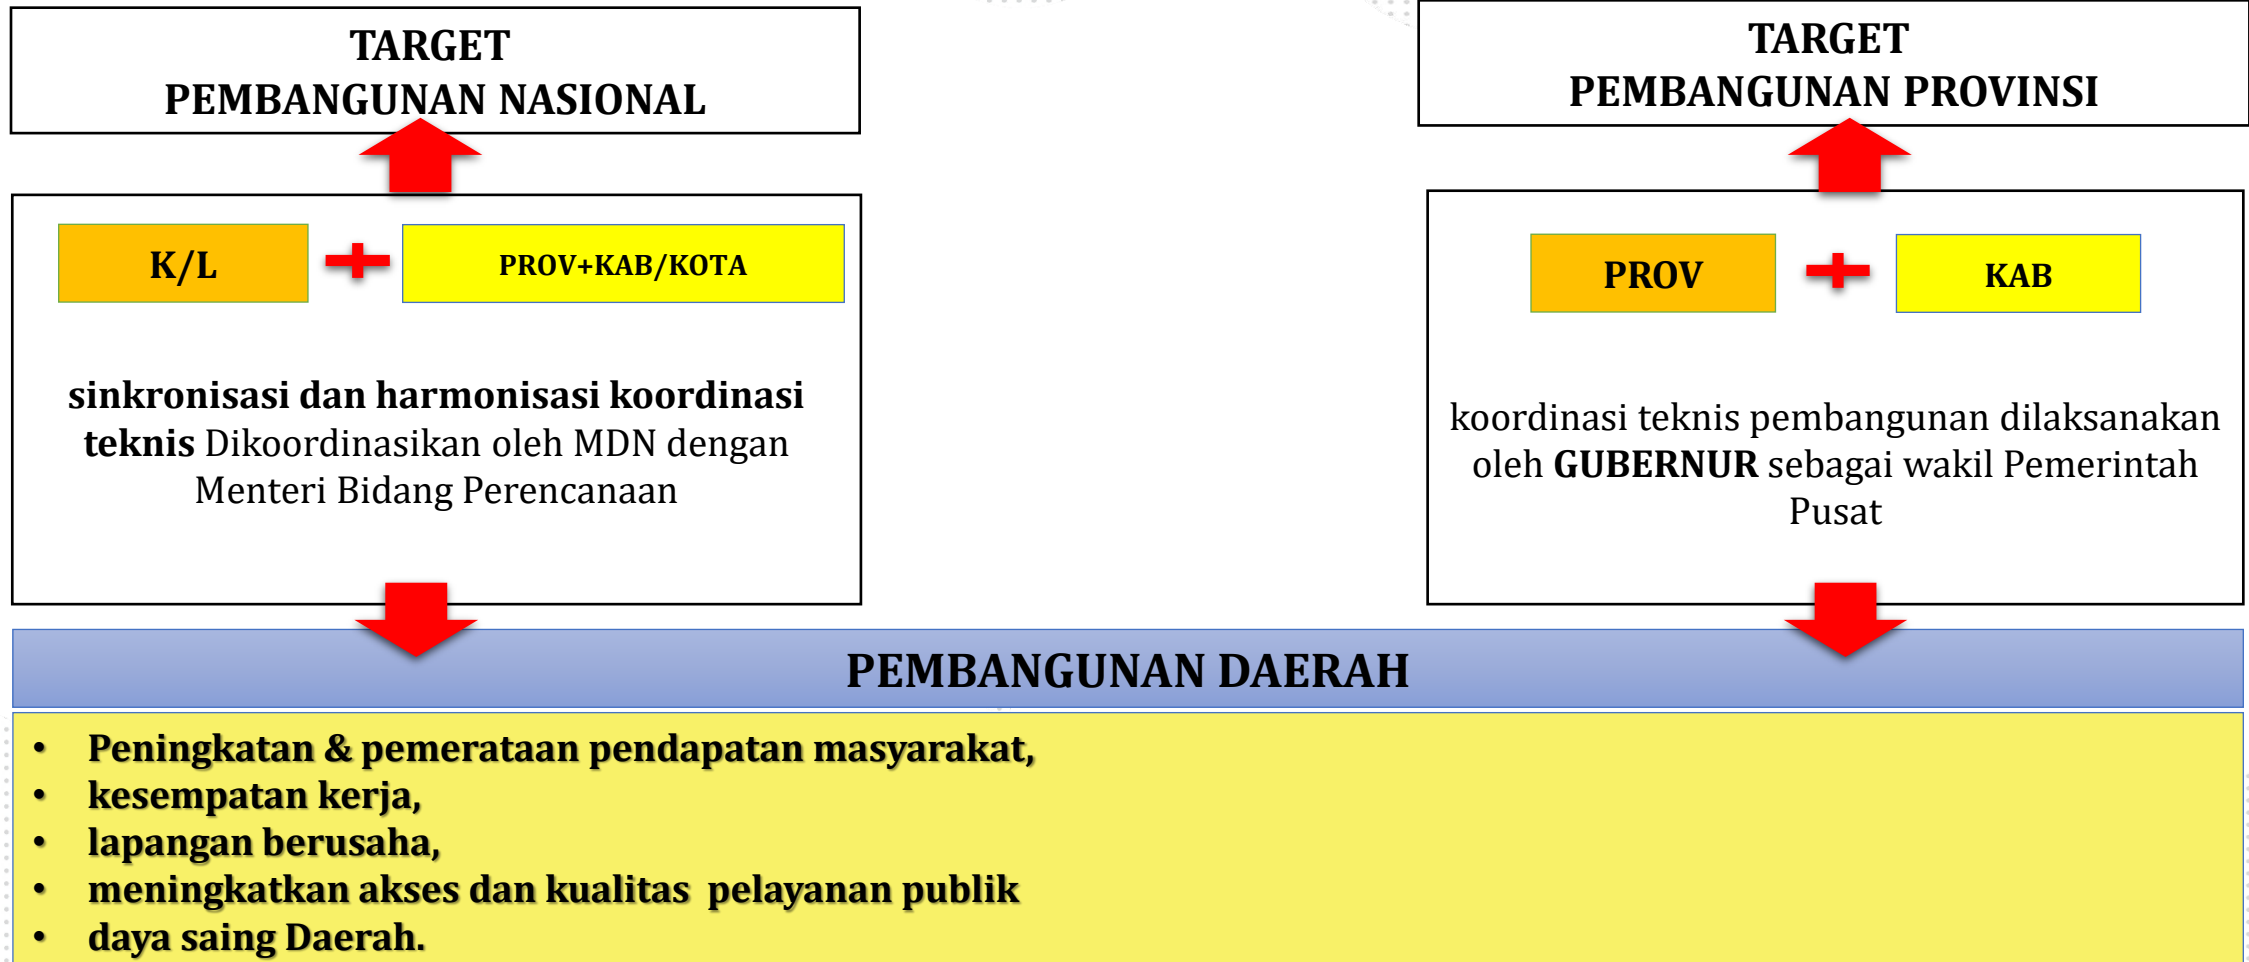 TARGET
PEMBANGUNAN NASIONAL
K/L
PROV+KAB/KOTA
sinkronisasi dan harmonisasi koordinasi
teknis Dikoordinasikan oleh MDN dengan
Menteri Bidang Perencanaan
TARGET
PEMBANGUNAN PROVINSI
PROV
KAB
koordinasi teknis pembangunan dilaksanakan
oleh GUBERNUR sebagai wakil Pemerintah
Pusat
PEMBANGUNAN DAERAH
• Peningkatan & pemerataan pendapatan masyarakat,
• kesempatan kerja,
• lapangan berusaha,
• meningkatkan akses dan kualitas pelayanan publik
• daya saing Daerah.